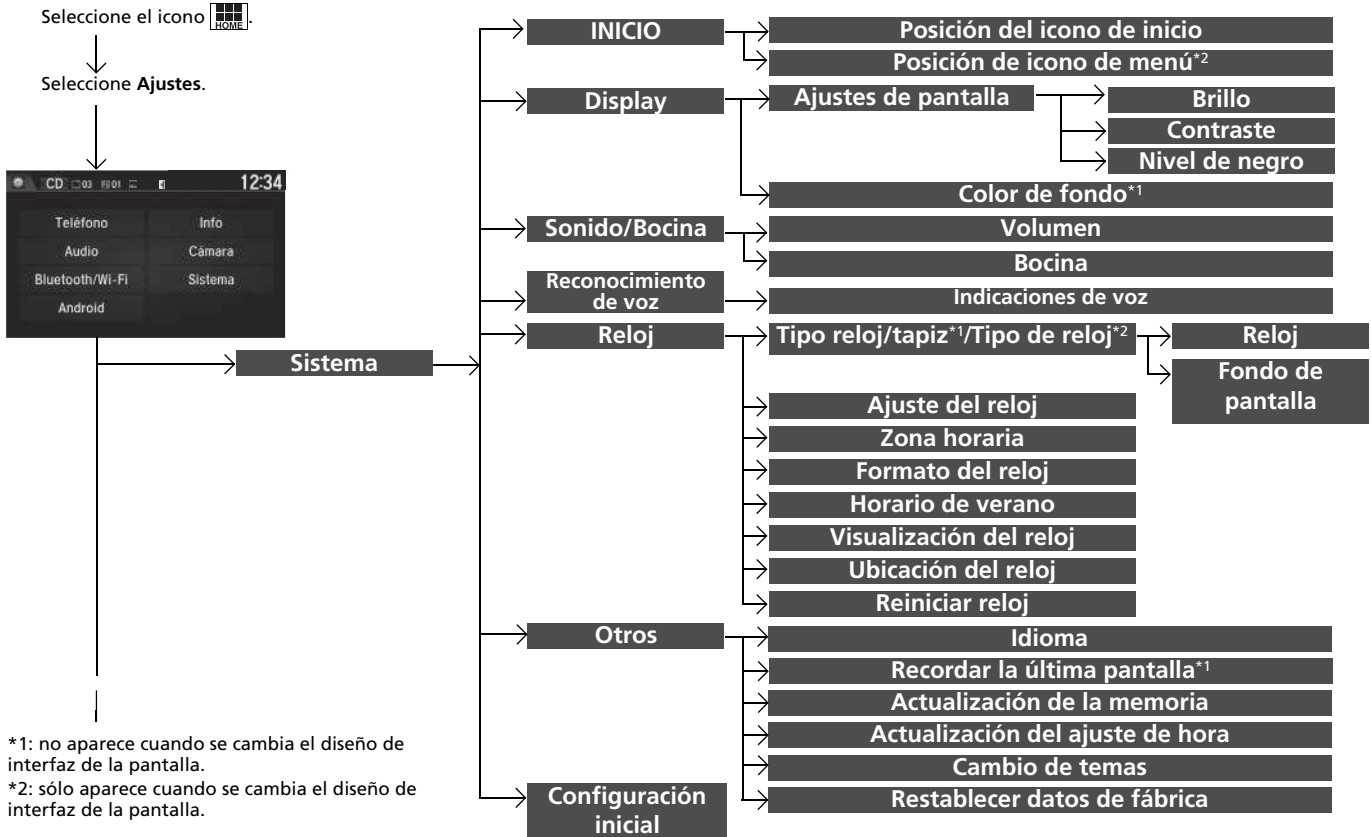 Seleccione el icono HOME.
Seleccione Ajustes.
CD 03 01 12:34
Teléfono
Info
Audio
Cámara
Bluetooth/Wi-Fi
Sistema
Android
Sistema
INICIO
Posición del icono de inicio
Posición de icono de menú*2
Display
Ajustes de pantalla
Brillo
Contraste
Nivel de negro
Color de fondo*1
Sonido/Bocina
Volumen
Bocina
Reconocimiento
de voz
Indicaciones de voz
Reloj
Tipo reloj/tapiz*1/Tipo de reloj*2
Reloj
Fondo de
pantalla
Ajuste del reloj
Zona horaria
Formato del reloj
Horario de verano
Visualización del reloj
Ubicación del reloj
Reiniciar reloj
Otros
Idioma
Recordar la última pantalla*1
Actualización de la memoria
Actualización del ajuste de hora
Cambio de temas
Restablecer datos de fábrica
Configuración
inicial
*1: no aparece cuando se cambia el diseño de
interfaz de la pantalla.
*2: sólo aparece cuando se cambia el diseño de
interfaz de la pantalla.